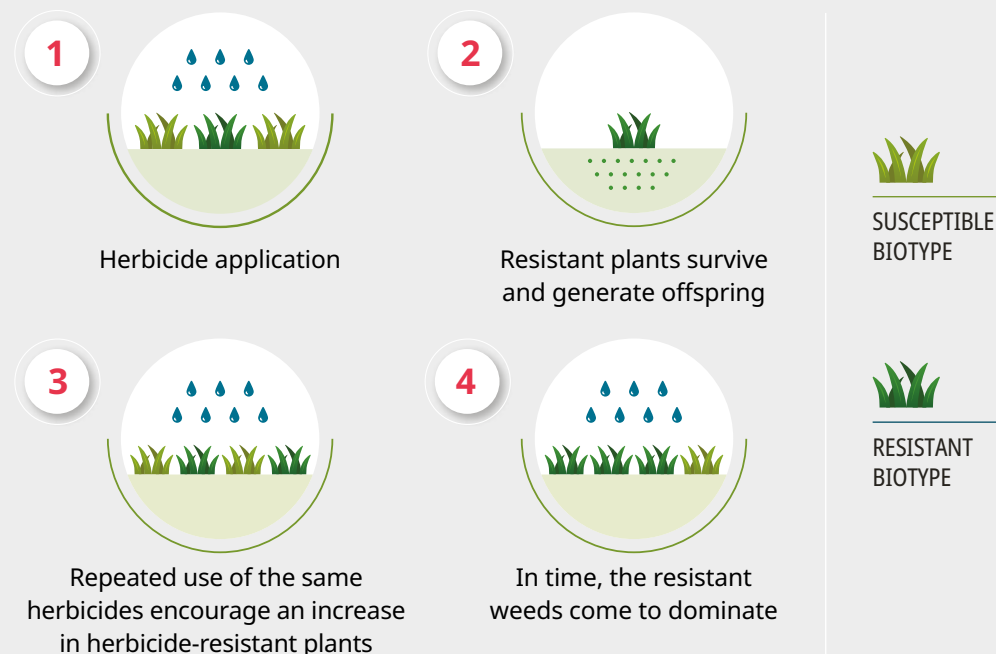 1
Herbicide application
2
Resistant plants survive
and generate offspring
3
Repeated use of the same
herbicides encourage an increase
in herbicide-resistant plants
4
In time, the resistant
weeds come to dominate
SUSCEPTIBLE
BIOTYPE
RESISTANT
BIOTYPE